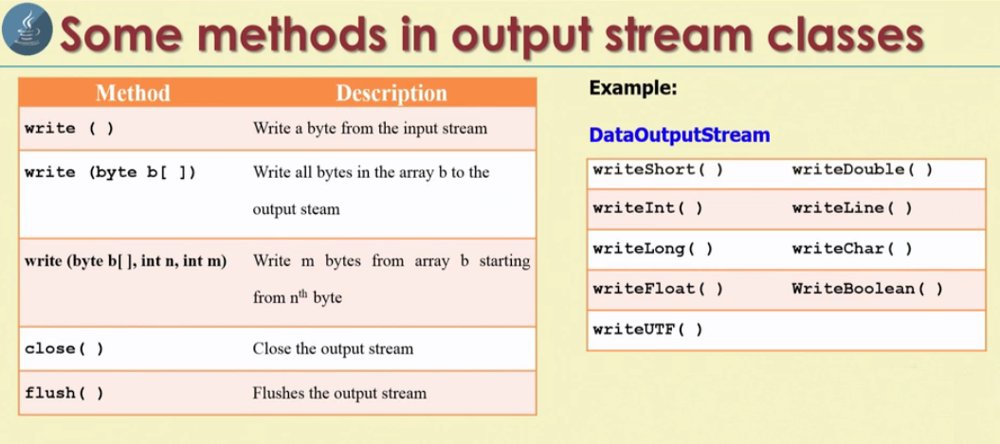 Some methods in output stream classes
Method Description
write ( ) Write a byte from the input stream
write (byte b[ ]) Write all bytes in the array b to the
output steam
write (byte b[ ], int n, int m) Write m bytes from array b starting
from nth byte
close( ) Close the output stream
flush( ) Flushes the output stream
Example:
DataOutputStream
writeShort( ) writeDouble( )
writeInt( ) writeLine( )
writeLong( ) writeChar( )
writeFloat( ) WriteBoolean( )
writeUTF( )